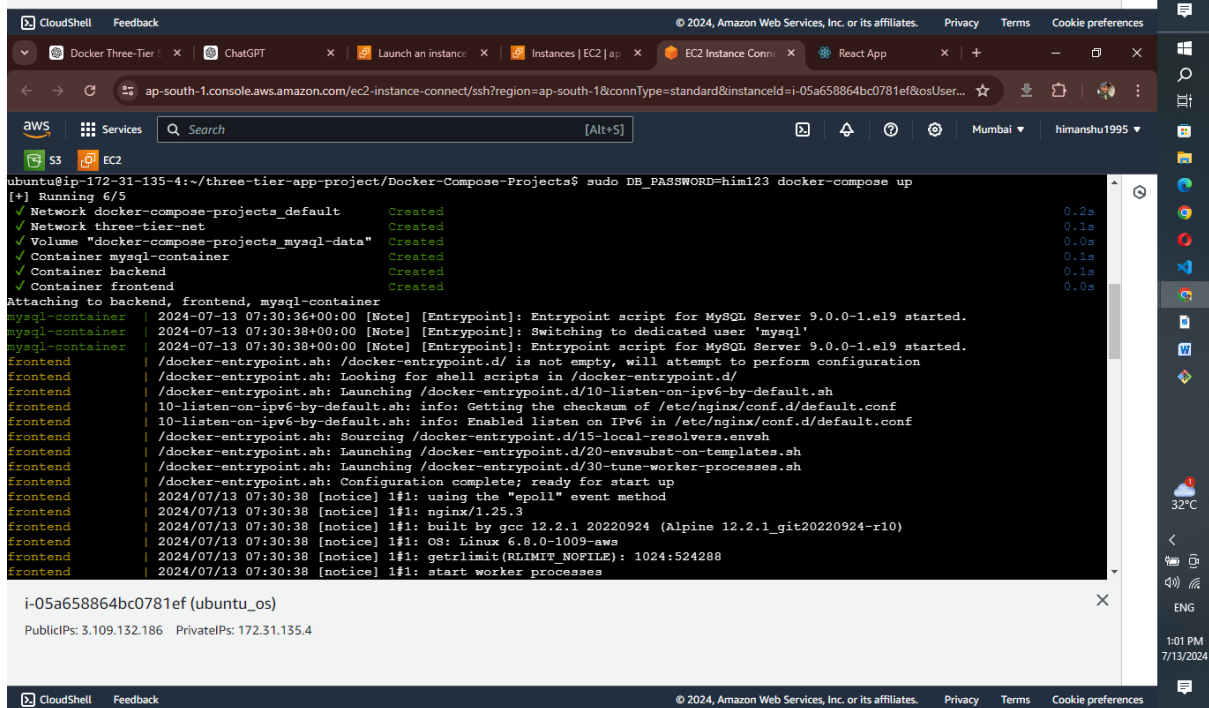 CloudShell Feedback © 2024, Amazon Web Services, Inc. or its affiliates. Privacy Terms Cookie preferences
Docker Three-Tier S ChatGPT Launch an instance Instances | EC2 | ap EC2 Instance Conn React App
ap-south-1.console.aws.amazon.com/ec2-instance-connect/ssh?region=ap-south-1&connType=standard&instanceId=i-05a658864bc0781ef&osUser...
aws Services Search [Alt+S] Mumbai himanshu1995
S3 EC2
ubuntu@ip-172-31-135-4:~/three-tier-app-project/Docker-Compose-Projects$ sudo DB_PASSWORD=him123 docker-compose up
[+] Running 6/5
✓ Network docker-compose-projects_default Created 0.2s
✓ Network three-tier-net Created 0.1s
✓ Volume "docker-compose-projects_mysql-data" Created 0.0s
✓ Container mysql-container Created 0.1s
✓ Container backend Created 0.1s
✓ Container frontend Created 0.0s
Attaching to backend, frontend, mysql-container
mysql-container | 2024-07-13 07:30:36+00:00 [Note] [Entrypoint]: Entrypoint script for MySQL Server 9.0.0-1.el9 started.
mysql-container | 2024-07-13 07:30:38+00:00 [Note] [Entrypoint]: Switching to dedicated user 'mysql'
mysql-container | 2024-07-13 07:30:38+00:00 [Note] [Entrypoint]: Entrypoint script for MySQL Server 9.0.0-1.el9 started.
frontend | /docker-entrypoint.sh: /docker-entrypoint.d/ is not empty, will attempt to perform configuration
frontend | /docker-entrypoint.sh: Looking for shell scripts in /docker-entrypoint.d/
frontend | /docker-entrypoint.sh: Launching /docker-entrypoint.d/10-listen-on-ipv6-by-default.sh
frontend | 10-listen-on-ipv6-by-default.sh: info: Getting the checksum of /etc/nginx/conf.d/default.conf
frontend | 10-listen-on-ipv6-by-default.sh: info: Enabled listen on IPv6 in /etc/nginx/conf.d/default.conf
frontend | /docker-entrypoint.sh: Sourcing /docker-entrypoint.d/15-local-resolvers.envsh
frontend | /docker-entrypoint.sh: Launching /docker-entrypoint.d/20-envsubst-on-templates.sh
frontend | /docker-entrypoint.sh: Launching /docker-entrypoint.d/30-tune-worker-processes.sh
frontend | /docker-entrypoint.sh: Configuration complete; ready for start up
frontend | 2024/07/13 07:30:38 [notice] 1#1: using the "epoll" event method
frontend | 2024/07/13 07:30:38 [notice] 1#1: nginx/1.25.3
frontend | 2024/07/13 07:30:38 [notice] 1#1: built by gcc 12.2.1 20220924 (Alpine 12.2.1_git20220924-r10)
frontend | 2024/07/13 07:30:38 [notice] 1#1: OS: Linux 6.8.0-1009-aws
frontend | 2024/07/13 07:30:38 [notice] 1#1: getrlimit(RLIMIT_NOFILE): 1024:524288
frontend | 2024/07/13 07:30:38 [notice] 1#1: start worker processes
i-05a658864bc0781ef (ubuntu_os)
PublicIPs: 3.109.132.186 PrivateIPs: 172.31.135.4
CloudShell Feedback © 2024, Amazon Web Services, Inc. or its affiliates. Privacy Terms Cookie preferences
1
32°C
ENG
1:01 PM
7/13/2024